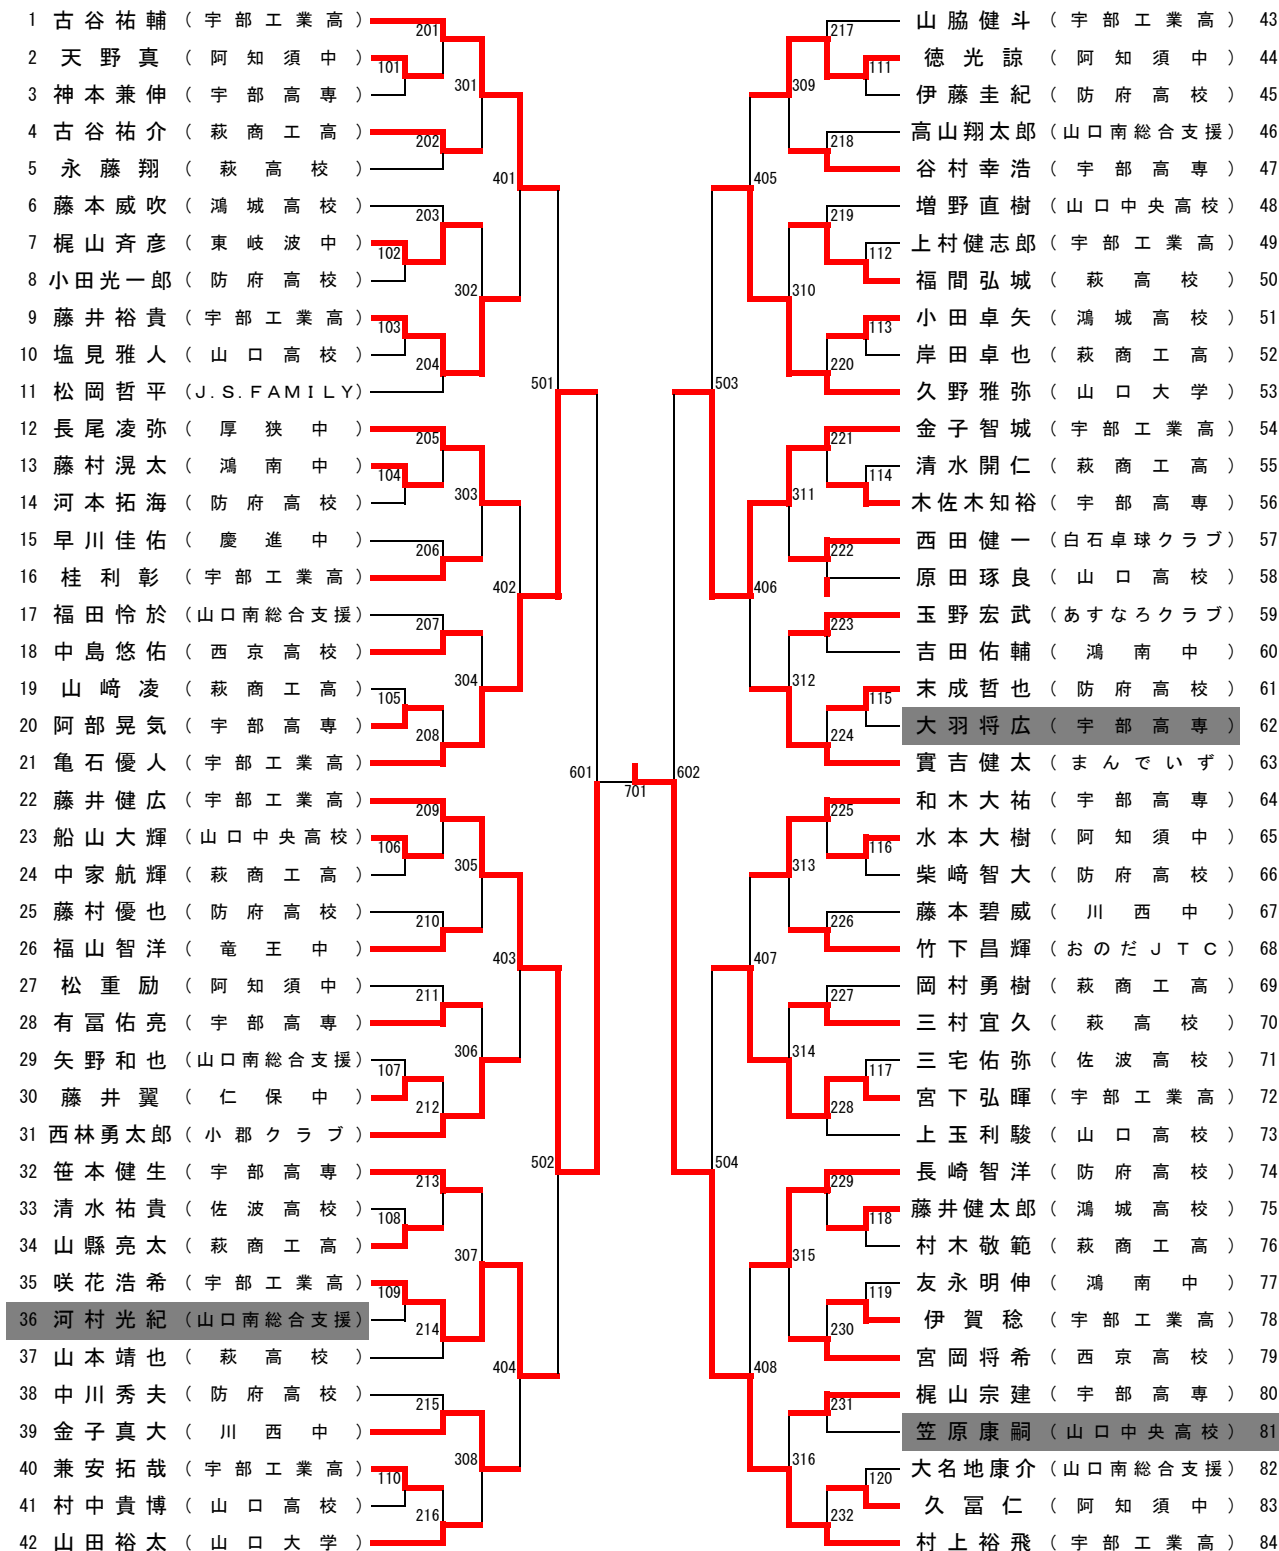 1 古谷祐輔 (宇部工業高)
2 天野真 (阿知須中)
3 神本兼伸 (宇部高専)
4 古谷祐介 (萩商工高)
5 永藤翔 (萩高校)
6 藤本威吹 (鴻城高校)
7 梶山斉彦 (東岐波中)
8 小田光一郎 (防府高校)
9 藤井裕貴 (宇部工業高)
10 塩見雅人 (山口高校)
11 松岡哲平 (J.S.FAMILY)
12 長尾凌弥 (厚狭中)
13 藤村滉太 (鴻南中)
14 河本拓海 (防府高校)
15 早川佳佑 (慶進中)
16 桂利彰 (宇部工業高)
17 福田怜於 (山口南総合支援)
18 中島悠佑 (西京高校)
19 山﨑凌 (萩商工高)
20 阿部晃気 (宇部高専)
21 亀石優人 (宇部工業高)
22 藤井健広 (宇部工業高)
23 船山大輝 (山口中央高校)
24 中家航輝 (萩商工高)
25 藤村優也 (防府高校)
26 福山智洋 (竜王中)
27 松重励 (阿知須中)
28 有冨佑亮 (宇部高専)
29 矢野和也 (山口南総合支援)
30 藤井翼 (仁保中)
31 西林勇太郎 (小郡クラブ)
32 笹本健生 (宇部高専)
33 清水祐貴 (佐波高校)
34 山縣亮太 (萩商工高)
35 咲花浩希 (宇部工業高)
36 河村光紀 (山口南総合支援)
37 山本靖也 (萩高校)
38 中川秀夫 (防府高校)
39 金子真大 (川西中)
40 兼安拓哉 (宇部工業高)
41 村中貴博 (山口高校)
42 山田裕太 (山口大学)
101
102
103
104
105
106
107
108
109
110
201
202
203
204
205
206
207
208
209
210
211
212
213
214
215
216
301
302
303
304
305
306
307
308
401
402
403
404
501
502
601
701
602
503
504
405
406
407
408
309
310
311
312
313
314
315
316
217
218
219
220
221
222
223
224
225
226
227
228
229
230
231
232
111
112
113
114
115
116
117
118
119
120
山脇健斗 (宇部工業高) 43
徳光諒 (阿知須中) 44
伊藤圭紀 (防府高校) 45
高山翔太郎 (山口南総合支援) 46
谷村幸浩 (宇部高専) 47
増野直樹 (山口中央高校) 48
上村健志郎 (宇部工業高) 49
福間弘城 (萩高校) 50
小田卓矢 (鴻城高校) 51
岸田卓也 (萩商工高) 52
久野雅弥 (山口大学) 53
金子智城 (宇部工業高) 54
清水開仁 (萩商工高) 55
木佐木知裕 (宇部高専) 56
西田健一 (白石卓球クラブ) 57
原田琢良 (山口高校) 58
玉野宏武 (あすなろクラブ) 59
吉田佑輔 (鴻南中) 60
末成哲也 (防府高校) 61
大羽将広 (宇部高専) 62
實吉健太 (まんでいず) 63
和木大祐 (宇部高専) 64
水本大樹 (阿知須中) 65
柴﨑智大 (防府高校) 66
藤本碧威 (川西中) 67
竹下昌輝 (おのだJTC) 68
岡村勇樹 (萩商工高) 69
三村宜久 (萩高校) 70
三宅佑弥 (佐波高校) 71
宮下弘暉 (宇部工業高) 72
上玉利駿 (山口高校) 73
長崎智洋 (防府高校) 74
藤井健太郎 (鴻城高校) 75
村木敬範 (萩商工高) 76
友永明伸 (鴻南中) 77
伊賀稔 (宇部工業高) 78
宮岡将希 (西京高校) 79
梶山宗建 (宇部高専) 80
笠原康嗣 (山口中央高校) 81
大名地康介 (山口南総合支援) 82
久冨仁 (阿知須中) 83
村上裕飛 (宇部工業高) 84